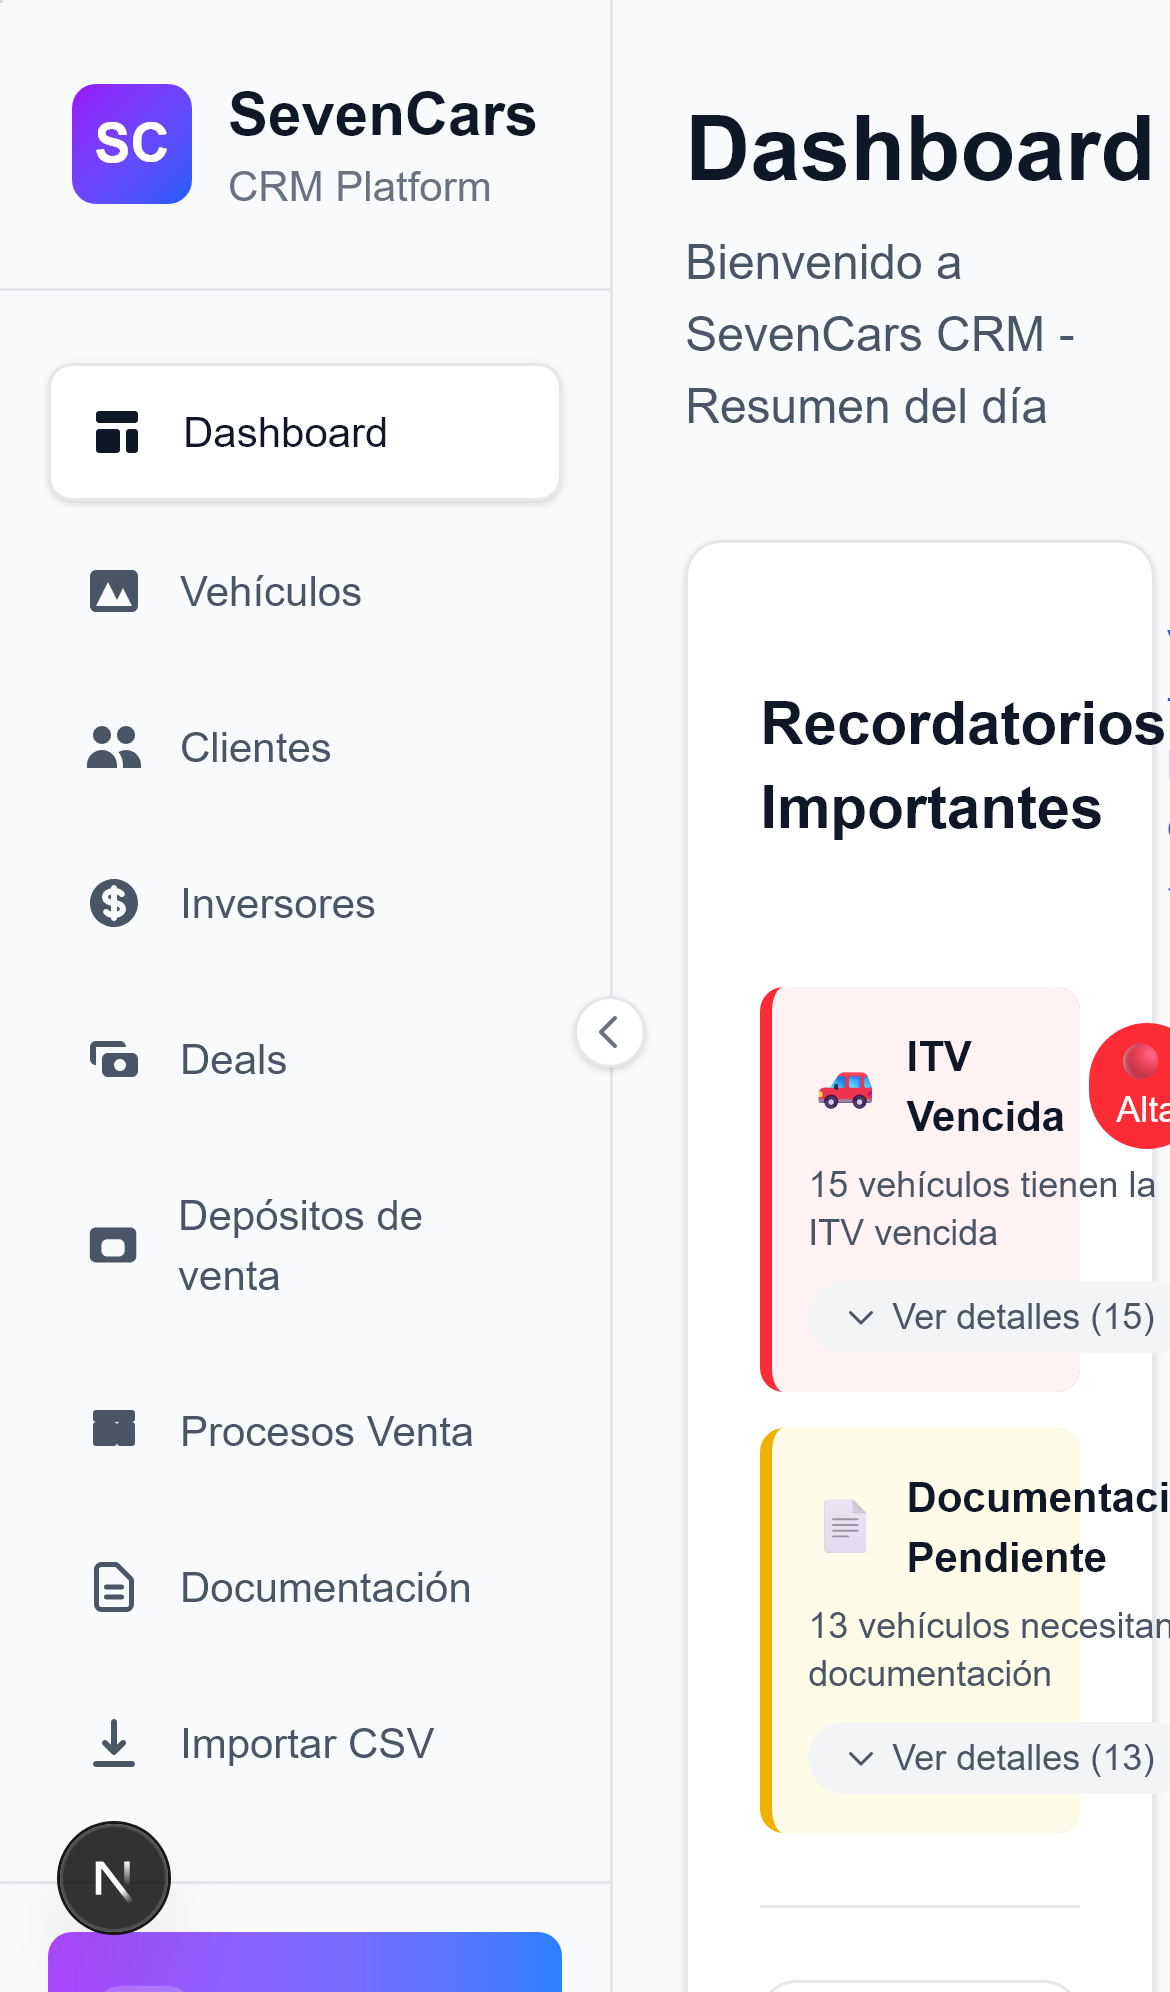 SC
SevenCars
CRM Platform
Dashboard
Vehículos
Clientes
Inversores
Deals
Depósitos de
venta
Procesos Venta
Documentación
Importar CSV
N
Dashboard
Bienvenido a
SevenCars CRM -
Resumen del día
Recordatorios
Importantes
ITV
Vencida
Alta
15 vehículos tienen la
ITV vencida
Ver detalles (15)
Documentaci
Pendiente
13 vehículos necesitan
documentación
Ver detalles (13)